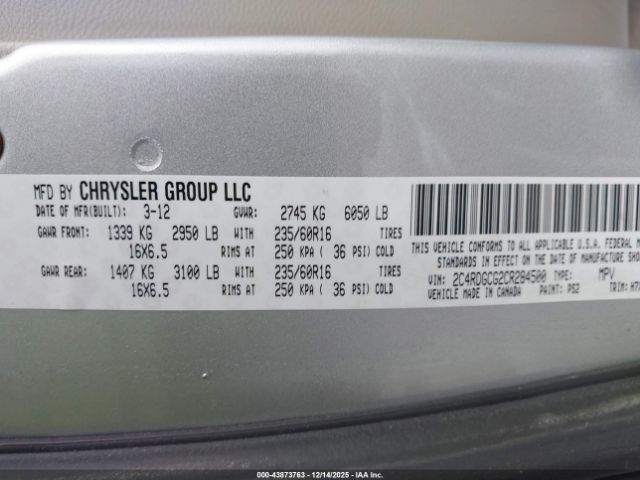 MFD BY CHRYSLER GROUP LLC
DATE OF MFR(BUILT): 3-12 GVWR: 2745 KG 6050 LB
GAWR FRONT: 1339 KG 2950 LB WITH 235/60R16 TIRES
16X6.5 RIMS AT 250 KPA ( 36 PSI) COLD
GAWR REAR: 1407 KG 3100 LB WITH 235/60R16 TIRES
16X6.5 RIMS AT 250 KPA ( 36 PSI) COLD
THIS VEHICLE CONFORMS TO ALL APPLICABLE U.S.A. FEDERAL M
STANDARDS IN EFFECT ON THE DATE OF MANUFACTURE SHO
VIN: 2C4RDGCG2CR284500 TYPE: MPV
VEHICLE MADE IN CANADA PAINT: PS2 TRIM: H7
000-43873763 - 12/14/2025 - IAA Inc.